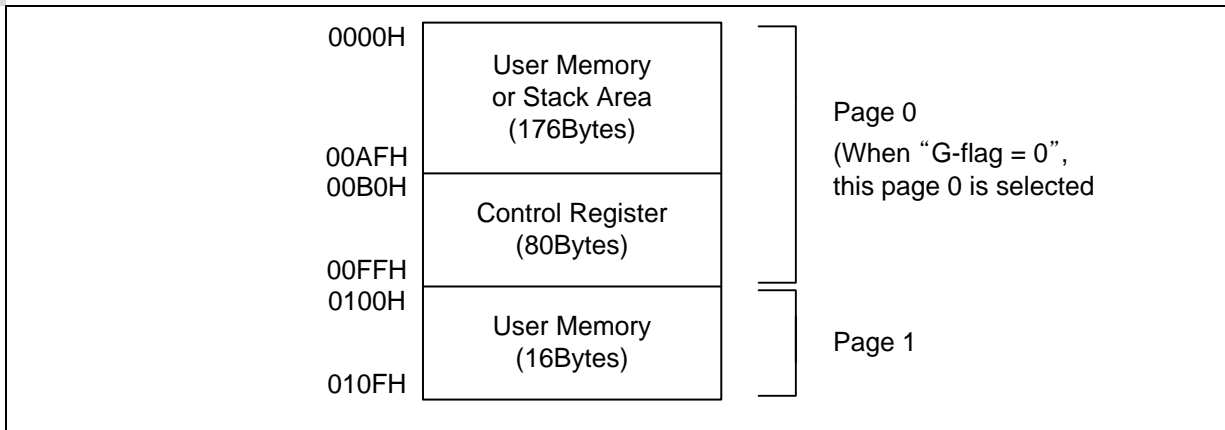 0000H
User Memory
or Stack Area
(176Bytes)
00AFH
00B0H
Control Register
(80Bytes)
00FFH
0100H
User Memory
(16Bytes)
010FH
Page 0
(When “G-flag = 0”,
this page 0 is selected
Page 1